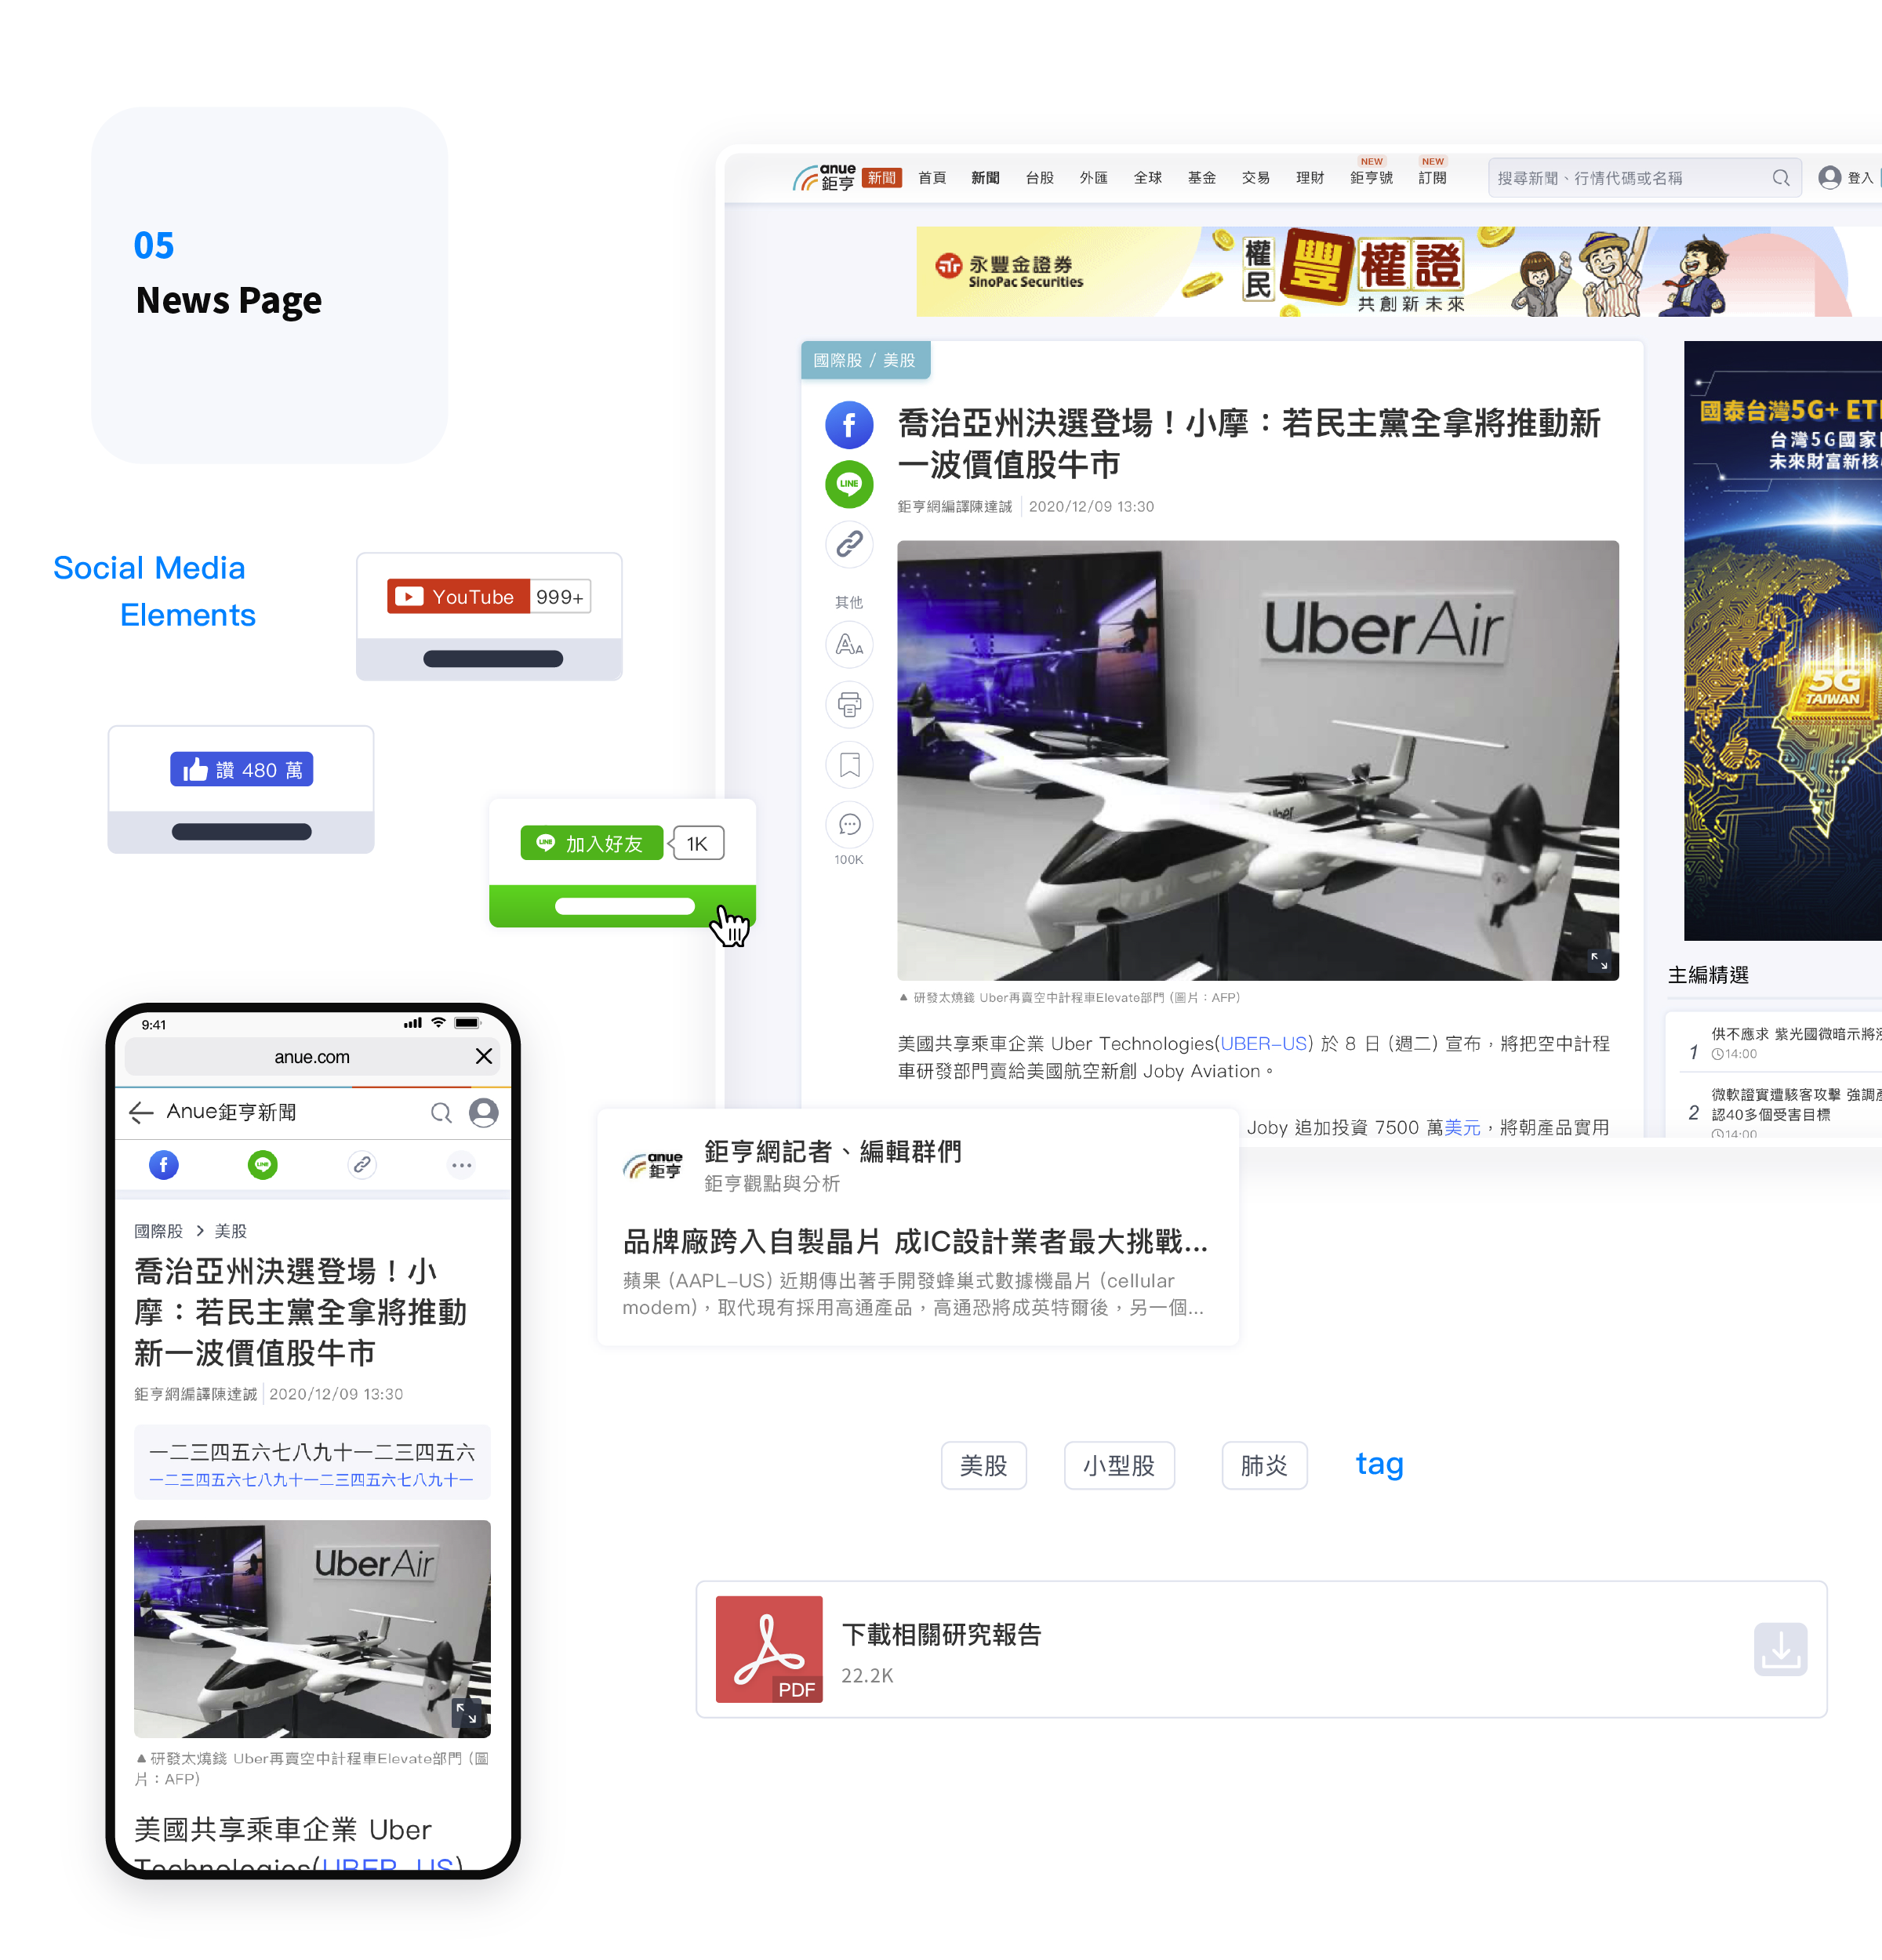 05
News Page
Social Media
Elements
YouTube 999+
讚 480 萬
LINE 加入好友 1K
anue
鉅亨 新聞 首頁 新聞 台股 外匯 全球 基金 交易 理財 NEW 鉅亨號 NEW 訂閱 搜尋新聞、行情代碼或名稱 登入
永豐金證券
SinoPac Securities
權民 豐 權證
共創新未來
國際股 / 美股
喬治亞州決選登場！小摩：若民主黨全拿將推動新
一波價值股牛市
鉅亨網編譯陳達誠 2020/12/09 13:30
LINE
其他
100K
UberAir
Uber
▲ 研發太燒錢 Uber再賣空中計程車Elevate部門 (圖片：AFP)
美國共享乘車企業 Uber Technologies(UBER-US) 於 8 日 (週二) 宣布，將把空中計程
車研發部門賣給美國航空新創 Joby Aviation。
Joby 追加投資 7500 萬美元，將朝產品實用
國泰台灣5G+ ET
台灣5G國家
未來財富新核
5G
TAIWAN
主編精選
1 供不應求 紫光國微暗示將
14:00
2 微軟證實遭駭客攻擊 強調
認40多個受害目標
14:00
anue
鉅亨
鉅亨網記者、編輯群們
鉅亨觀點與分析
品牌廠跨入自製晶片 成IC設計業者最大挑戰...
蘋果 (AAPL-US) 近期傳出著手開發蜂巢式數據機晶片 (cellular
modem)，取代現有採用高通產品，高通恐將成英特爾後，另一個...
美股 小型股 肺炎 tag
PDF
下載相關研究報告
22.2K
9:41
anue.com
Anue鉅亨新聞
LINE
國際股 > 美股
喬治亞州決選登場！小
摩：若民主黨全拿將推動
新一波價值股牛市
鉅亨網編譯陳達誠 2020/12/09 13:30
一二三四五六七八九十一二三四五六
一二三四五六七八九十一二三四五六七八九十一
UberAir
▲研發太燒錢 Uber再賣空中計程車Elevate部門 (圖
片：AFP)
美國共享乘車企業 Uber
Technologies(UBER-US)